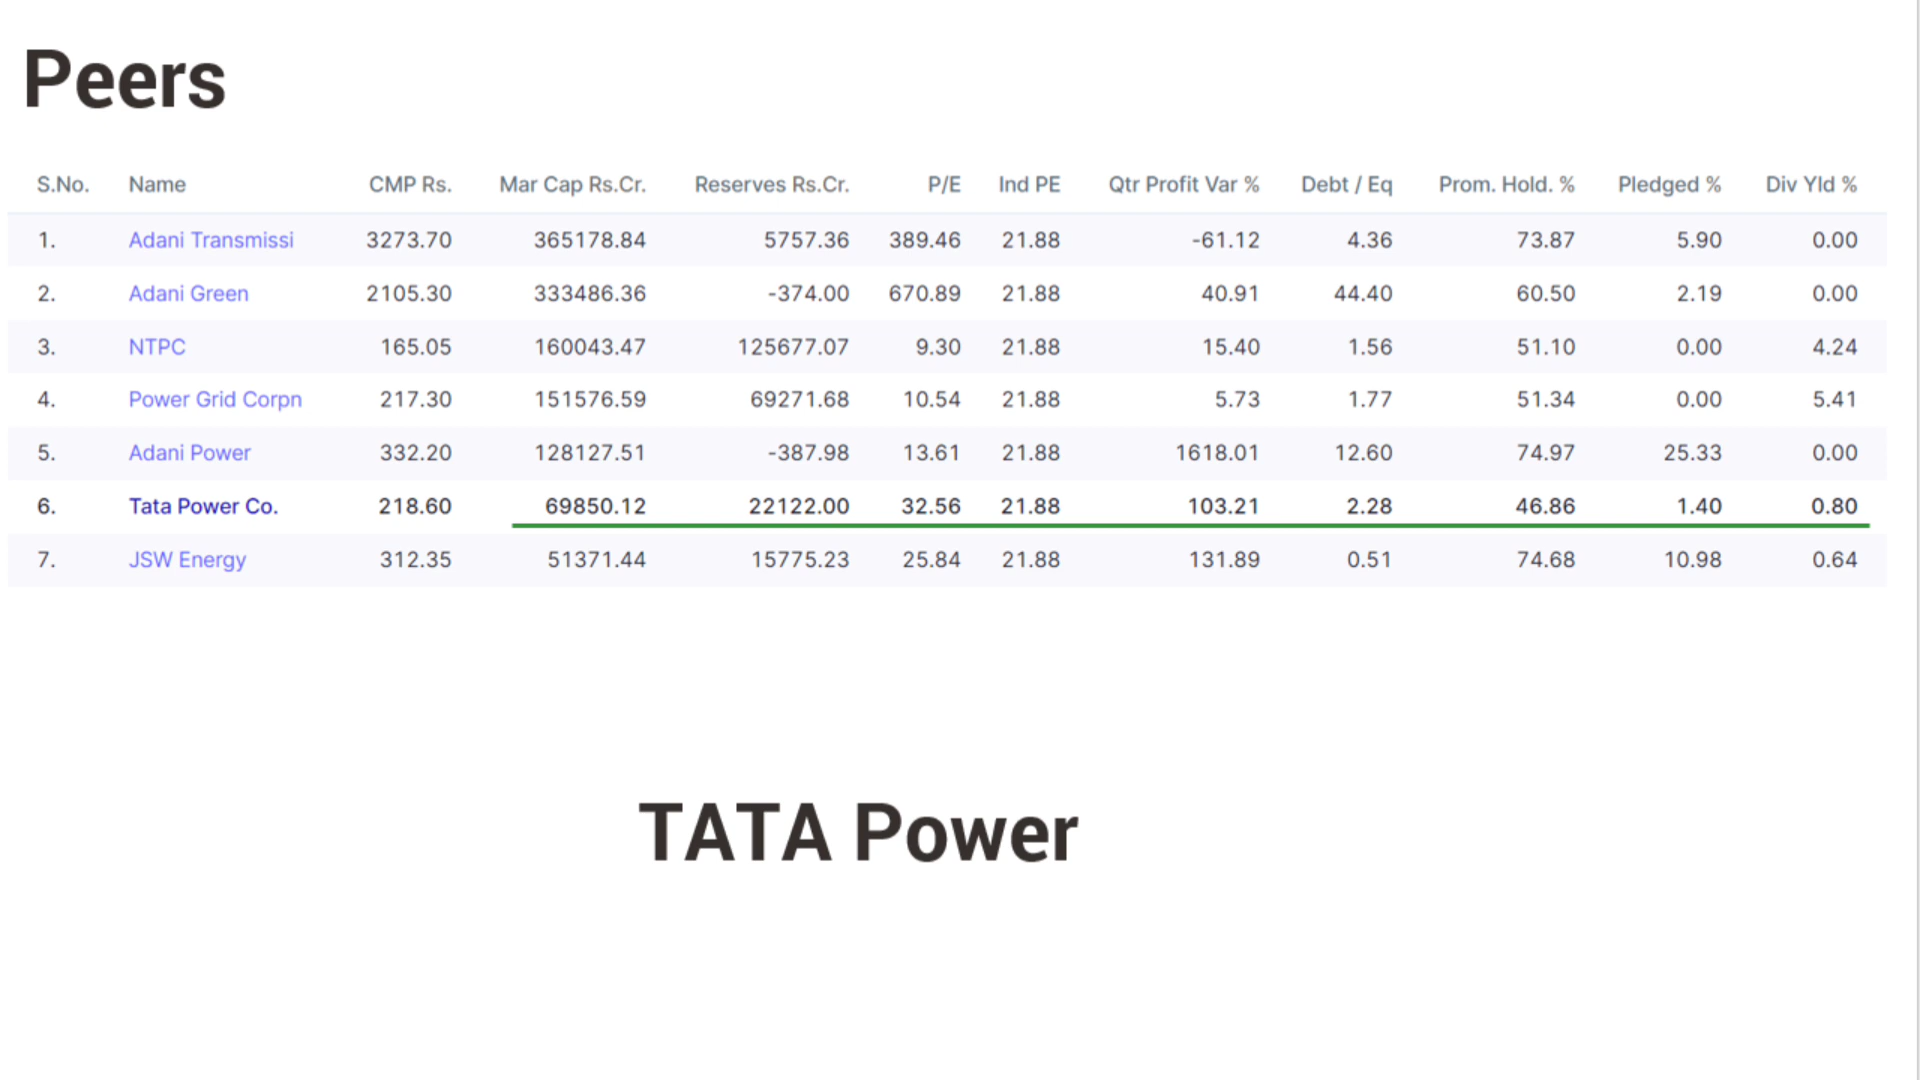 Peers
S.No. Name CMP Rs. Mar Cap Rs.Cr. Reserves Rs.Cr. P/E Ind PE Qtr Profit Var % Debt / Eq Prom. Hold. % Pledged % Div Yld %
1. Adani Transmissi 3273.70 365178.84 5757.36 389.46 21.88 -61.12 4.36 73.87 5.90 0.00
2. Adani Green 2105.30 333486.36 -374.00 670.89 21.88 40.91 44.40 60.50 2.19 0.00
3. NTPC 165.05 160043.47 125677.07 9.30 21.88 15.40 1.56 51.10 0.00 4.24
4. Power Grid Corpn 217.30 151576.59 69271.68 10.54 21.88 5.73 1.77 51.34 0.00 5.41
5. Adani Power 332.20 128127.51 -387.98 13.61 21.88 1618.01 12.60 74.97 25.33 0.00
6. Tata Power Co. 218.60 69850.12 22122.00 32.56 21.88 103.21 2.28 46.86 1.40 0.80
7. JSW Energy 312.35 51371.44 15775.23 25.84 21.88 131.89 0.51 74.68 10.98 0.64
TATA Power